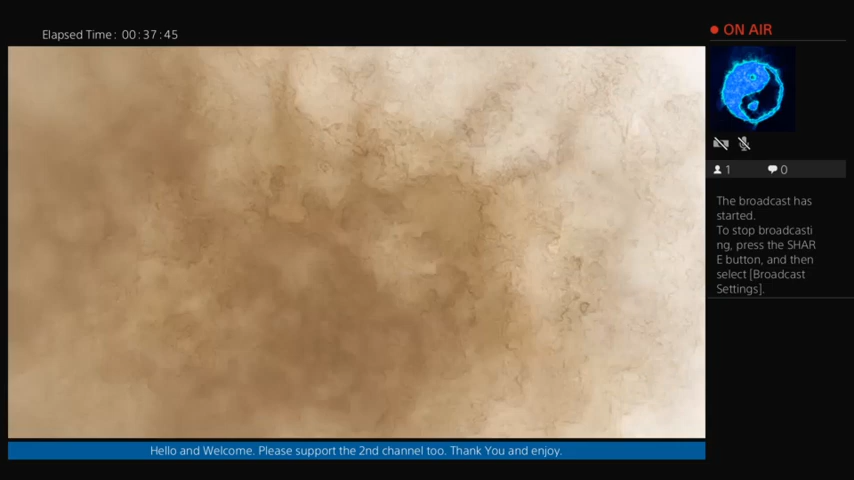 Elapsed Time: 00:37:45
ON AIR
1
0
The broadcast has
started.
To stop broadcasti
ng, press the SHAR
E button, and then
select [Broadcast
Settings].
Hello and Welcome. Please support the 2nd channel too. Thank You and enjoy.